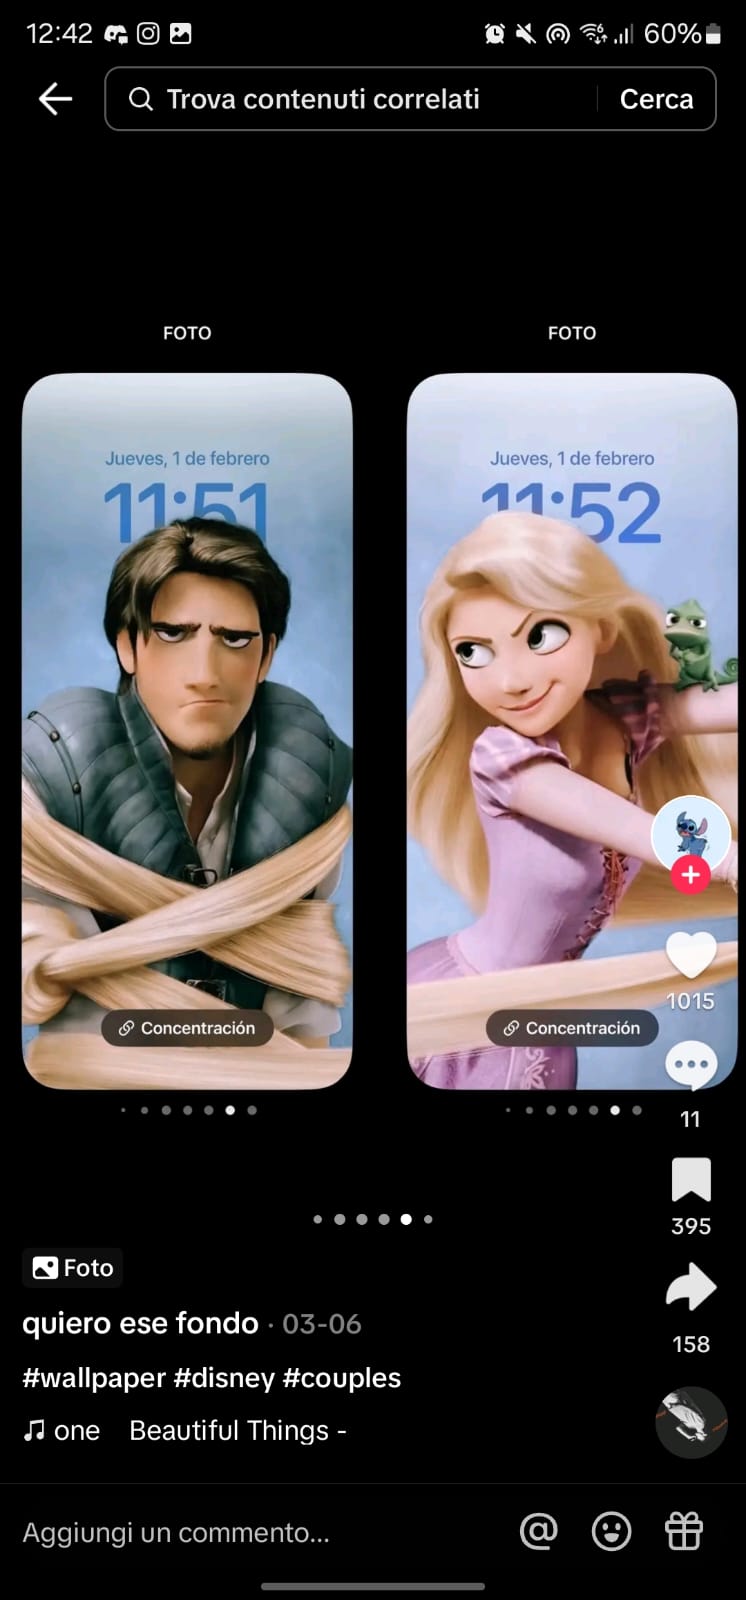 12:42
60%
Trova contenuti correlati
Cerca
FOTO
FOTO
Jueves, 1 de febrero
11:51
Jueves, 1 de febrero
11:52
Concentración
Concentración
1015
11
395
158
Foto
quiero ese fondo · 03-06
#wallpaper #disney #couples
one Beautiful Things -
Aggiungi un commento...